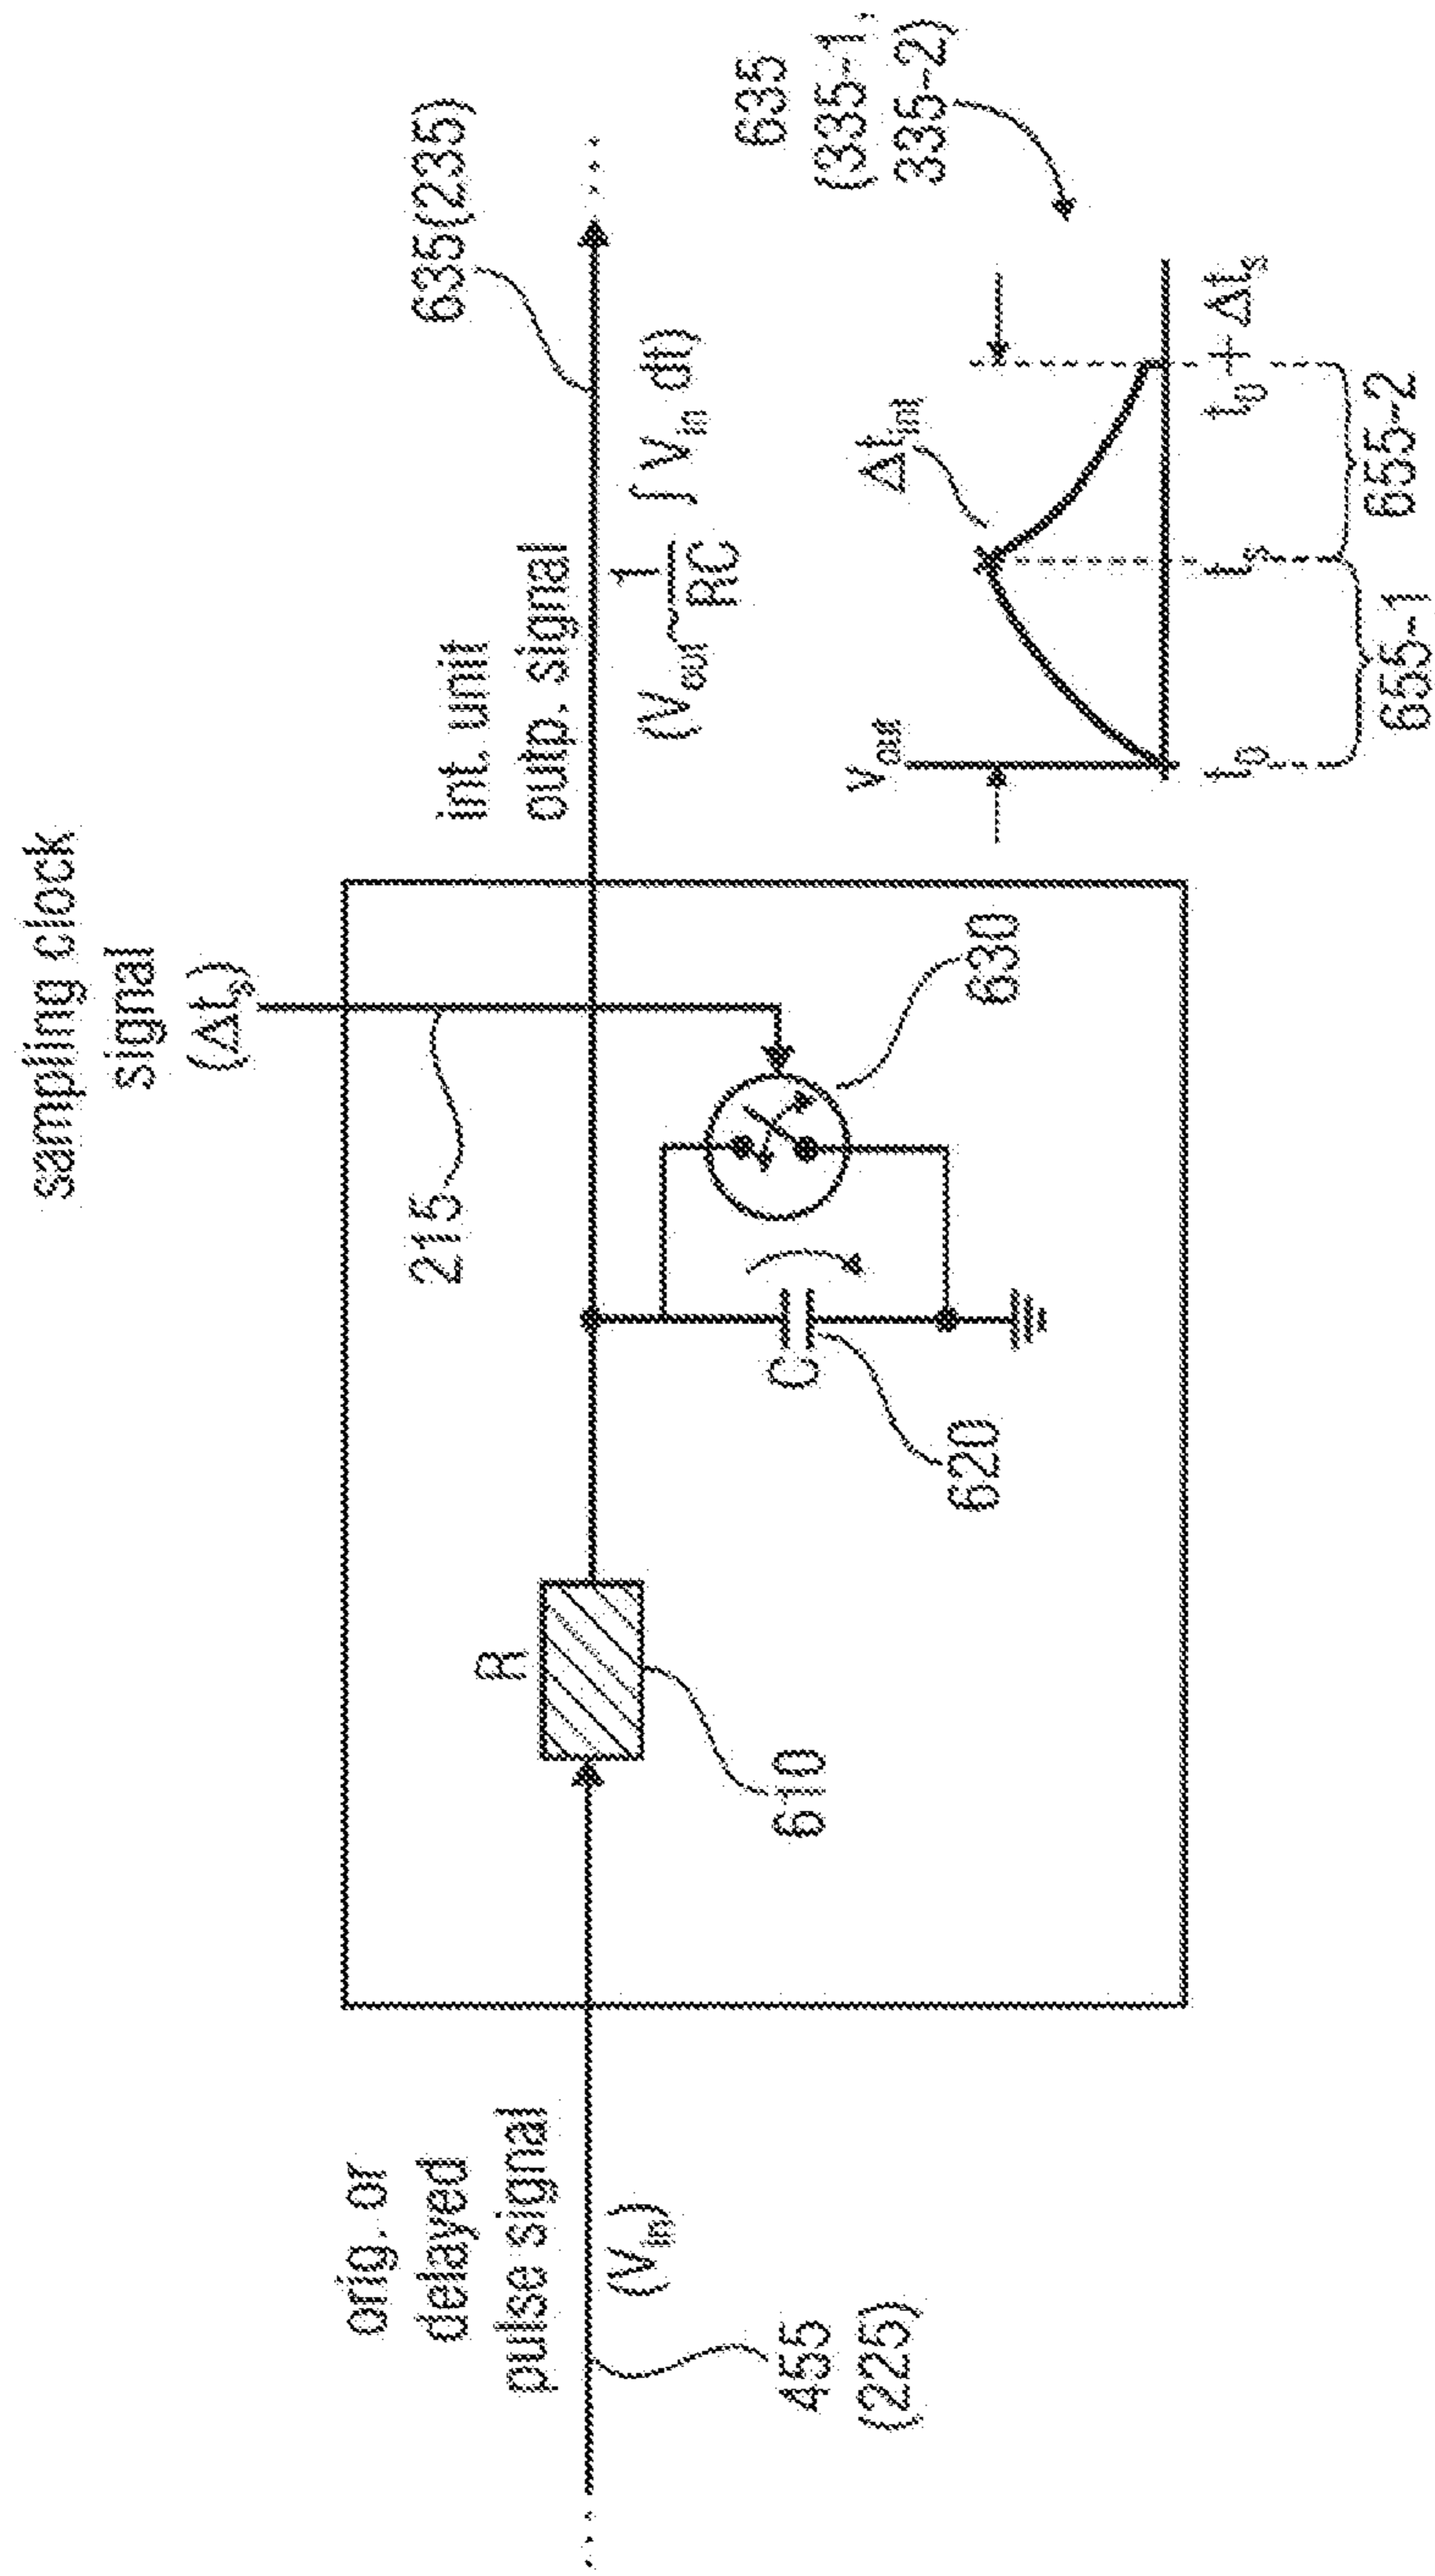 sampling clock
signal
(Δtₛ)
orig. or
delayed
pulse signal
(Vᵢₙ)
455
(225)
R
610
C
620
215
630
int. unit
outp. signal
635(235)
(Vₒᵤₜ ~ 1/RC ∫ Vᵢₙ dt)
635
(335-1,
335-2)
Vₒᵤₜ
Δtᵢₙₜ
t₀
tₛ
t₀ + Δtₛ
655-1
655-2